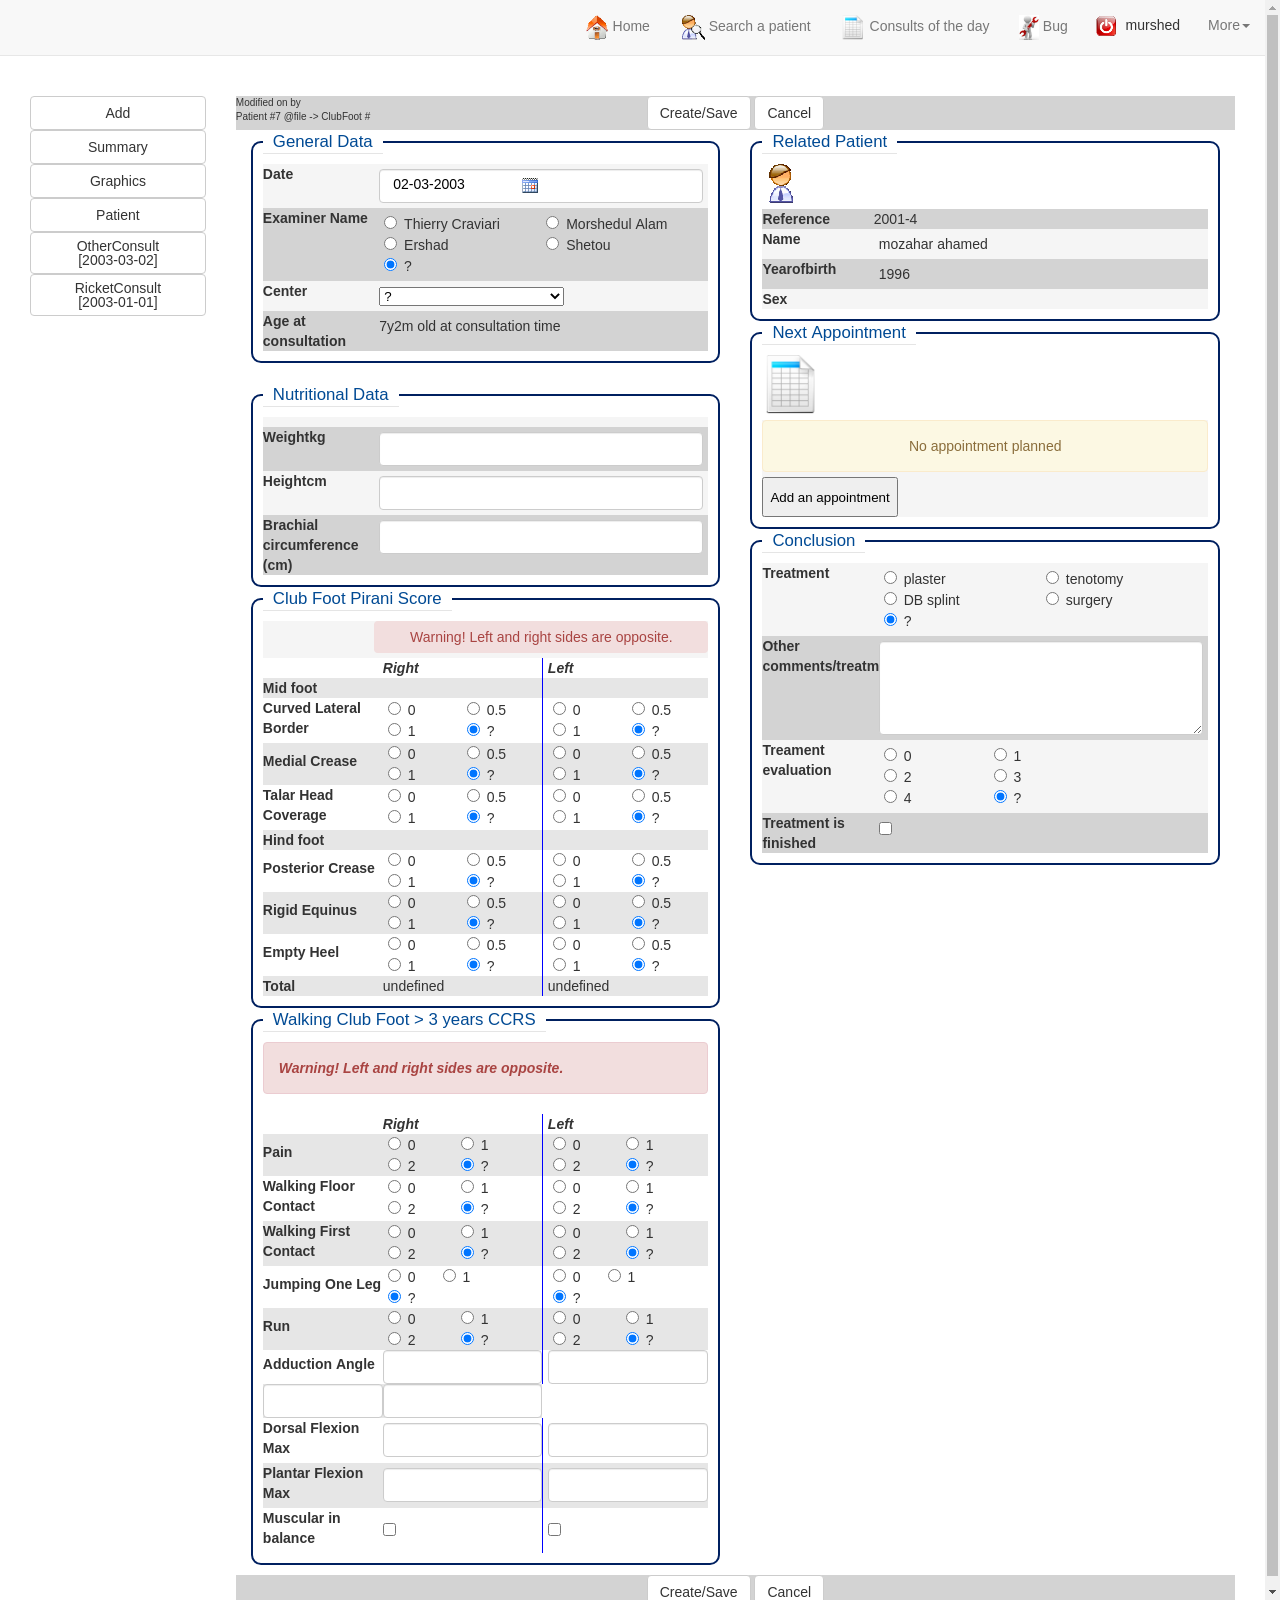 Home Search a patient Consults of the day Bug murshed More
Add
Summary
Graphics
Patient
OtherConsult
[2003-03-02]
RicketConsult
[2003-01-01]
Modified on by
Patient #7 @file -> ClubFoot #
Create/Save Cancel
General Data
Date 02-03-2003
Examiner Name Thierry Craviari Morshedul Alam
Ershad Shetou
?
Center ?
Age at
consultation
7y2m old at consultation time
Nutritional Data
Weightkg
Heightcm
Brachial
circumference
(cm)
Club Foot Pirani Score
Warning! Left and right sides are opposite.
Right Left
Mid foot
Curved Lateral
Border
0 0.5 0 0.5
1 ? 1 ?
Medial Crease
0 0.5 0 0.5
1 ? 1 ?
Talar Head
Coverage
0 0.5 0 0.5
1 ? 1 ?
Hind foot
Posterior Crease
0 0.5 0 0.5
1 ? 1 ?
Rigid Equinus
0 0.5 0 0.5
1 ? 1 ?
Empty Heel
0 0.5 0 0.5
1 ? 1 ?
Total undefined undefined
Walking Club Foot > 3 years CCRS
Warning! Left and right sides are opposite.
Right Left
Pain
0 1 0 1
2 ? 2 ?
Walking Floor
Contact
0 1 0 1
2 ? 2 ?
Walking First
Contact
0 1 0 1
2 ? 2 ?
Jumping One Leg
0 1 0 1
? ?
Run
0 1 0 1
2 ? 2 ?
Adduction Angle
Dorsal Flexion
Max
Plantar Flexion
Max
Muscular in
balance
Related Patient
Reference 2001-4
Name mozahar ahamed
Yearofbirth 1996
Sex
Next Appointment
No appointment planned
Add an appointment
Conclusion
Treatment plaster tenotomy
DB splint surgery
?
Other
comments/treatm
Treament
evaluation
0 1
2 3
4 ?
Treatment is
finished
Create/Save Cancel